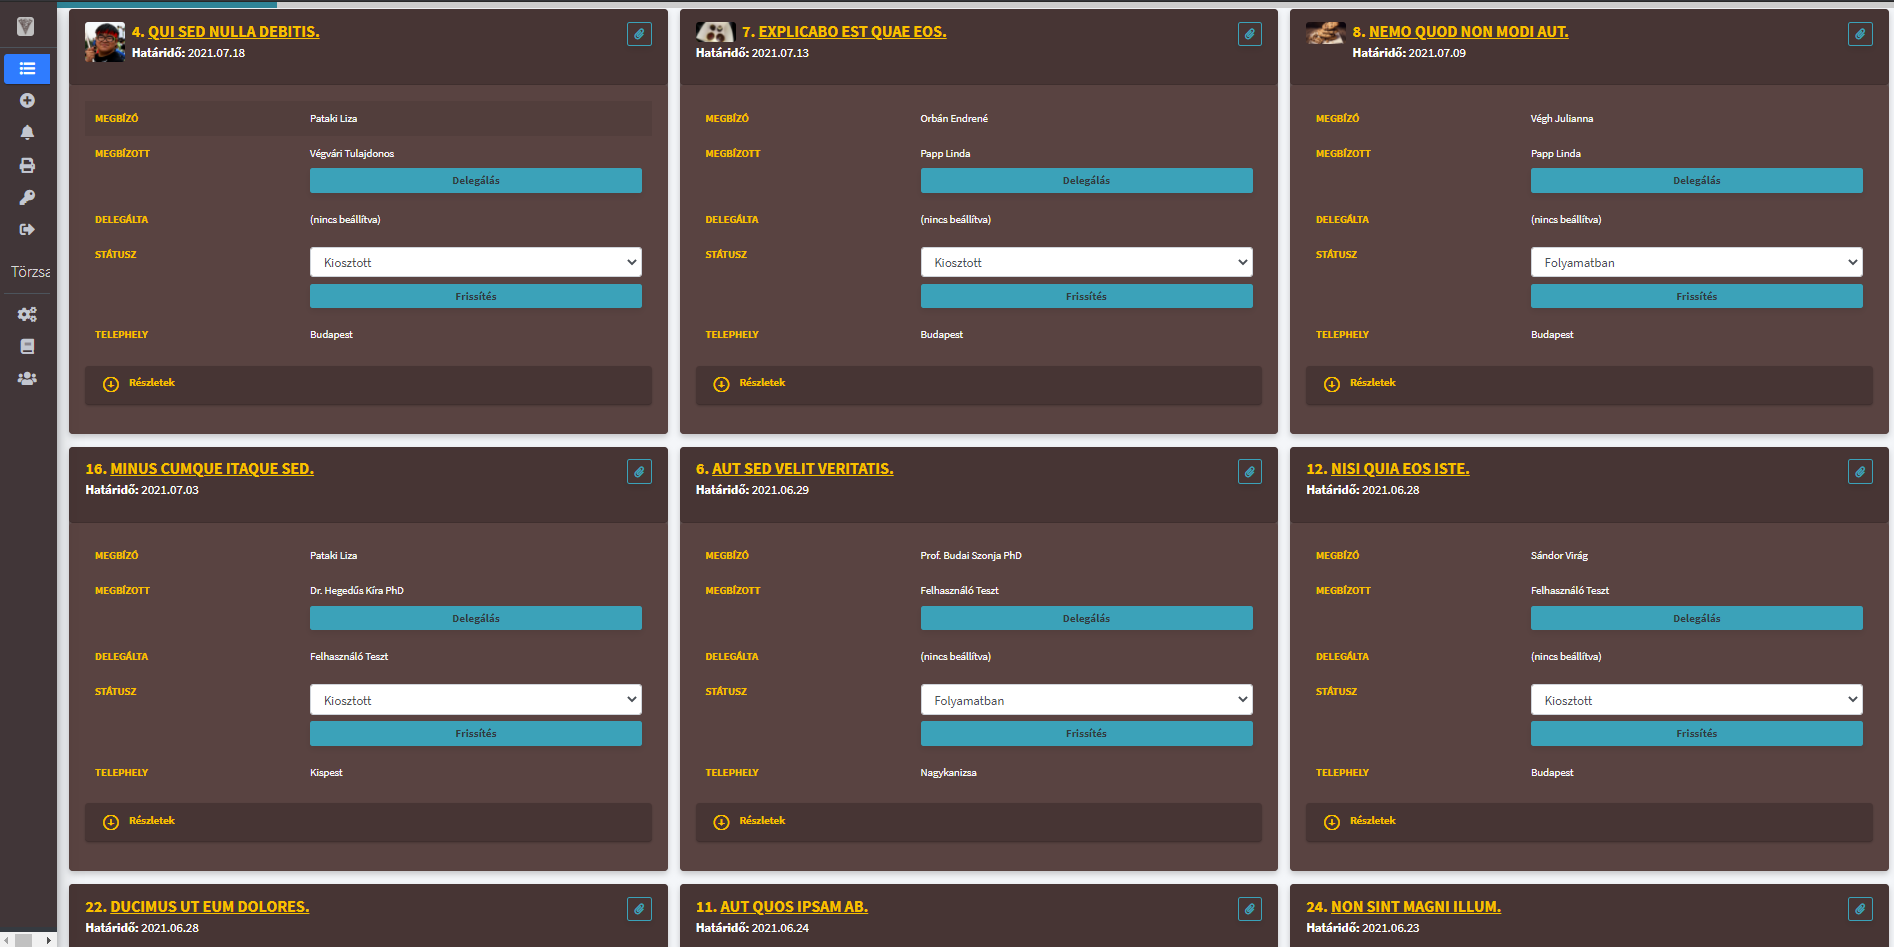 Törzsa
4. QUI SED NULLA DEBITIS.
Határidő: 2021.07.18
MEGBÍZÓ Pataki Liza
MEGBÍZOTT Végvári Tulajdonos
Delegálás
DELEGÁLTA (nincs beállítva)
STÁTUSZ Kiosztott
Frissítés
TELEPHELY Budapest
Részletek
7. EXPLICABO EST QUAE EOS.
Határidő: 2021.07.13
MEGBÍZÓ Orbán Endrené
MEGBÍZOTT Papp Linda
Delegálás
DELEGÁLTA (nincs beállítva)
STÁTUSZ Kiosztott
Frissítés
TELEPHELY Budapest
Részletek
8. NEMO QUOD NON MODI AUT.
Határidő: 2021.07.09
MEGBÍZÓ Végh Julianna
MEGBÍZOTT Papp Linda
Delegálás
DELEGÁLTA (nincs beállítva)
STÁTUSZ Folyamatban
Frissítés
TELEPHELY Budapest
Részletek
16. MINUS CUMQUE ITAQUE SED.
Határidő: 2021.07.03
MEGBÍZÓ Pataki Liza
MEGBÍZOTT Dr. Hegedűs Kíra PhD
Delegálás
DELEGÁLTA Felhasználó Teszt
STÁTUSZ Kiosztott
Frissítés
TELEPHELY Kispest
Részletek
6. AUT SED VELIT VERITATIS.
Határidő: 2021.06.29
MEGBÍZÓ Prof. Budai Szonja PhD
MEGBÍZOTT Felhasználó Teszt
Delegálás
DELEGÁLTA (nincs beállítva)
STÁTUSZ Folyamatban
Frissítés
TELEPHELY Nagykanizsa
Részletek
12. NISI QUIA EOS ISTE.
Határidő: 2021.06.28
MEGBÍZÓ Sándor Virág
MEGBÍZOTT Felhasználó Teszt
Delegálás
DELEGÁLTA (nincs beállítva)
STÁTUSZ Kiosztott
Frissítés
TELEPHELY Budapest
Részletek
22. DUCIMUS UT EUM DOLORES.
Határidő: 2021.06.28
11. AUT QUOS IPSAM AB.
Határidő: 2021.06.24
24. NON SINT MAGNI ILLUM.
Határidő: 2021.06.23